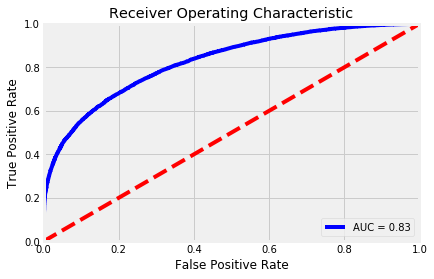 Receiver Operating Characteristic
True Positive Rate
1.0
0.8
0.6
0.4
0.2
0.0
AUC = 0.83
0.0 0.2 0.4 0.6 0.8 1.0
False Positive Rate